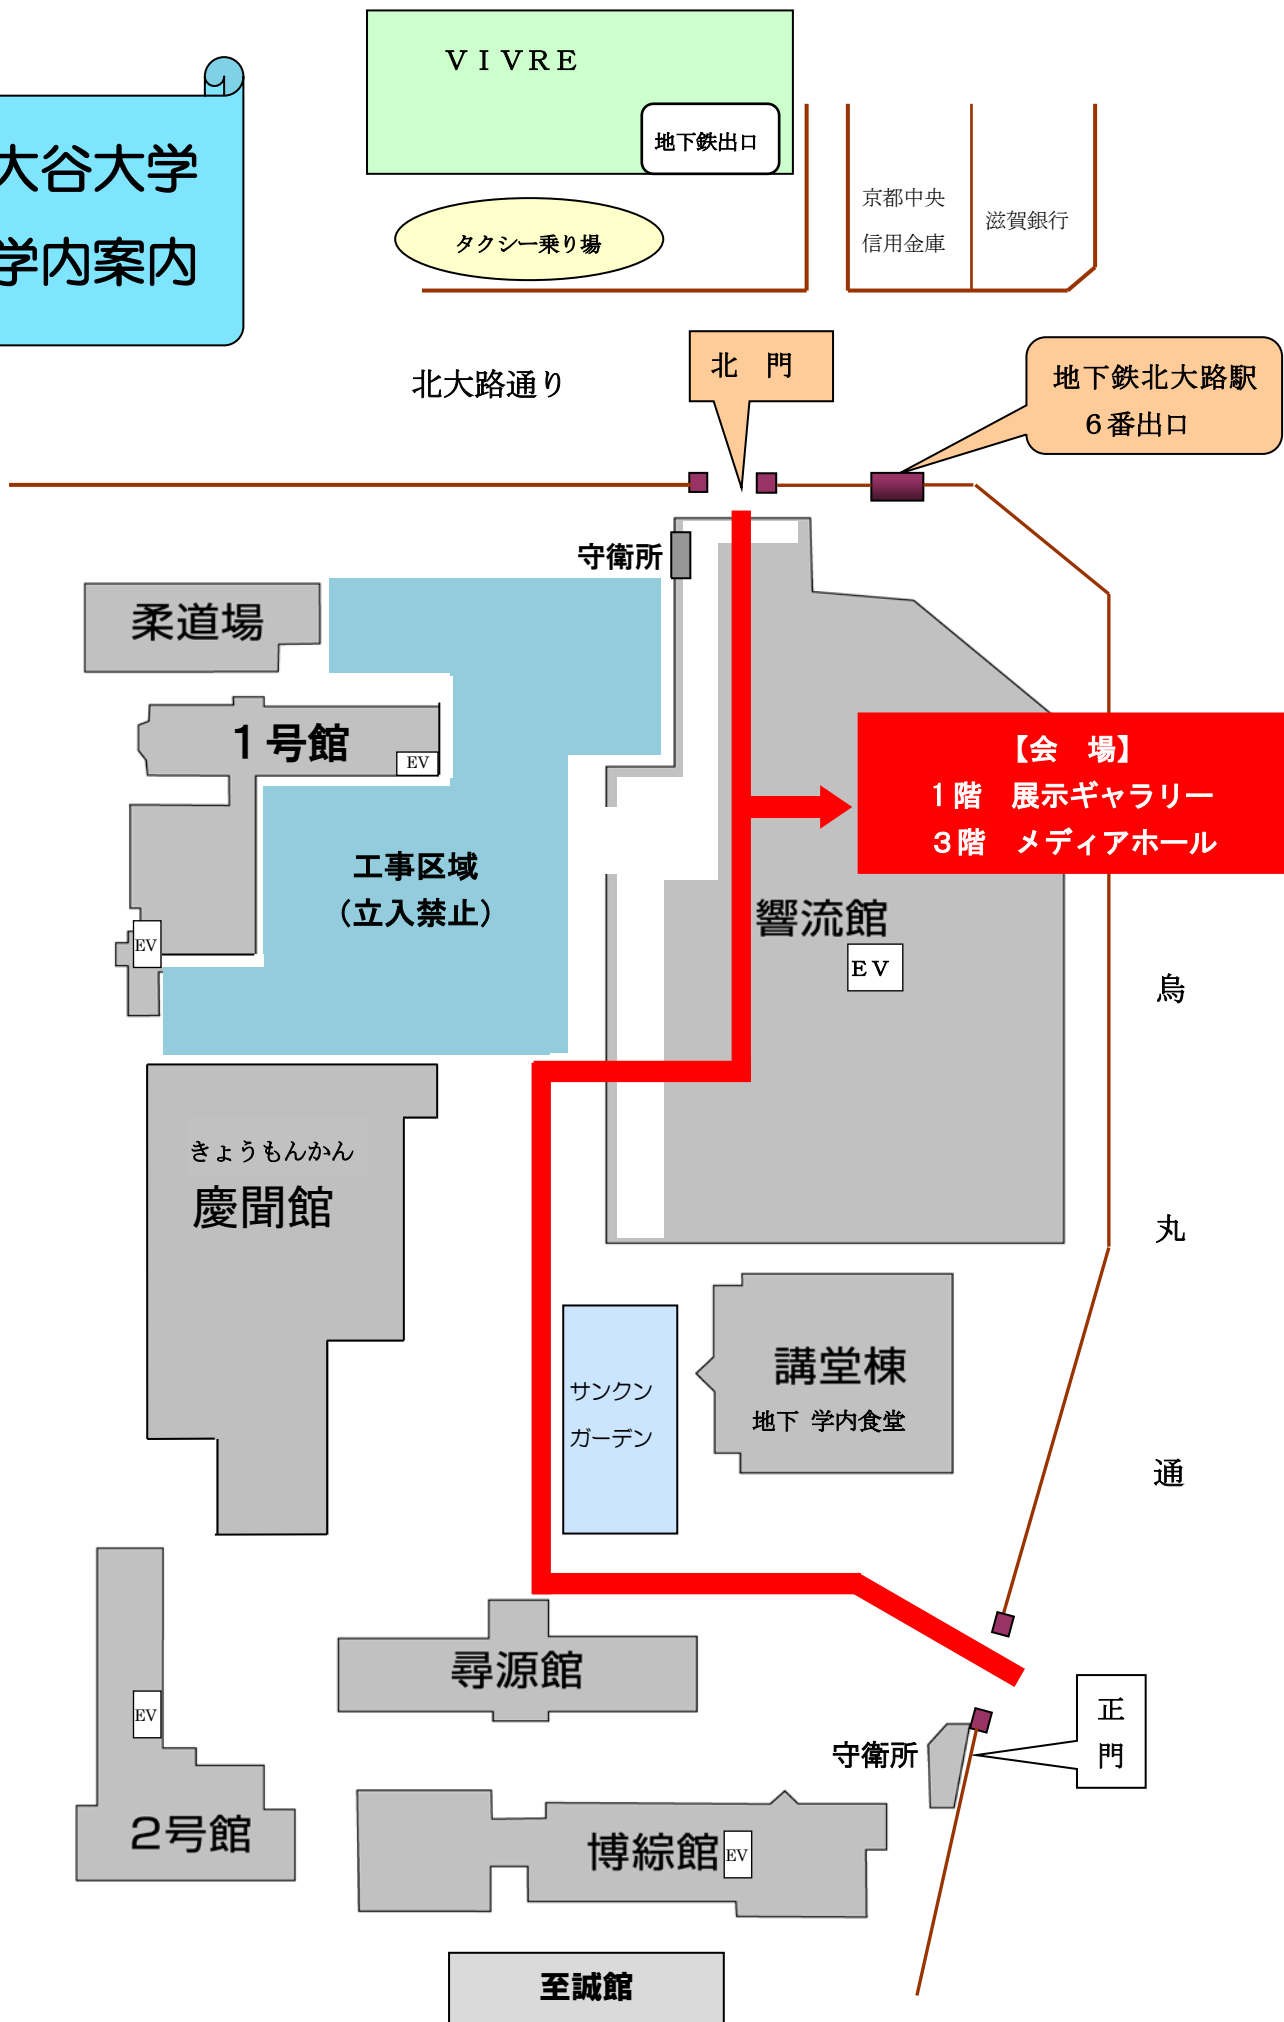 ＶＩＶＲＥ
地下鉄出口
大谷大学
学内案内
京都中央
信用金庫
滋賀銀行
タクシー乗り場
北大路通り
北　門
地下鉄北大路駅
６番出口
守衛所
柔道場
１号館
EV
【会　場】
１階　展示ギャラリー
３階　メディアホール
工事区域
（立入禁止）
EV
響流館
ＥＶ
烏
丸
通
きょうもんかん
慶聞館
サンクン
ガーデン
講堂棟
地下 学内食堂
尋源館
EV
２号館
正
門
守衛所
博綜館
EV
至誠館